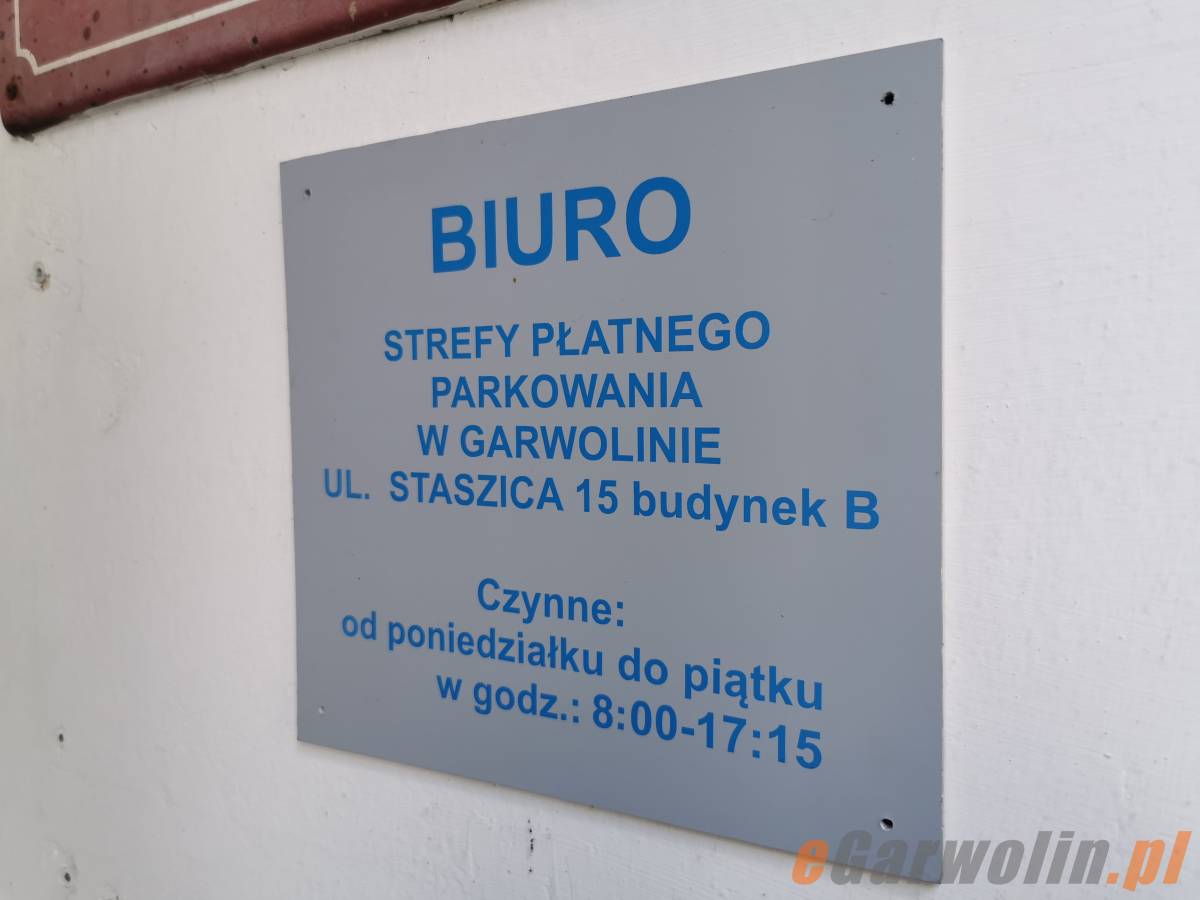 BIURO
STREFY PŁATNEGO
PARKOWANIA
W GARWOLINIE
UL. STASZICA 15 budynek B
Czynne:
od poniedziałku do piątku
w godz.: 8:00-17:15
eGarwolin.pl